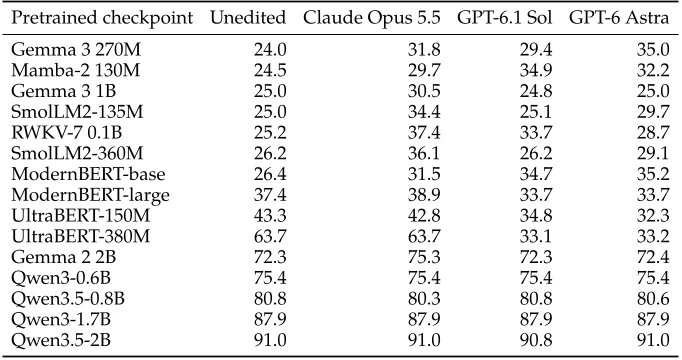 Pretrained checkpoint Unedited Claude Opus 5.5 GPT-6.1 Sol GPT-6 Astra
Gemma 3 270M 24.0 31.8 29.4 35.0
Mamba-2 130M 24.5 29.7 34.9 32.2
Gemma 3 1B 25.0 30.5 24.8 25.0
SmolLM2-135M 25.0 34.4 25.1 29.7
RWKV-7 0.1B 25.2 37.4 33.7 28.7
SmolLM2-360M 26.2 36.1 26.2 29.1
ModernBERT-base 26.4 31.5 34.7 35.2
ModernBERT-large 37.4 38.9 33.7 33.7
UltraBERT-150M 43.3 42.8 34.8 32.3
UltraBERT-380M 63.7 63.7 33.1 33.2
Gemma 2 2B 72.3 75.3 72.3 72.4
Qwen3-0.6B 75.4 75.4 75.4 75.4
Qwen3.5-0.8B 80.8 80.3 80.8 80.6
Qwen3-1.7B 87.9 87.9 87.9 87.9
Qwen3.5-2B 91.0 91.0 90.8 91.0